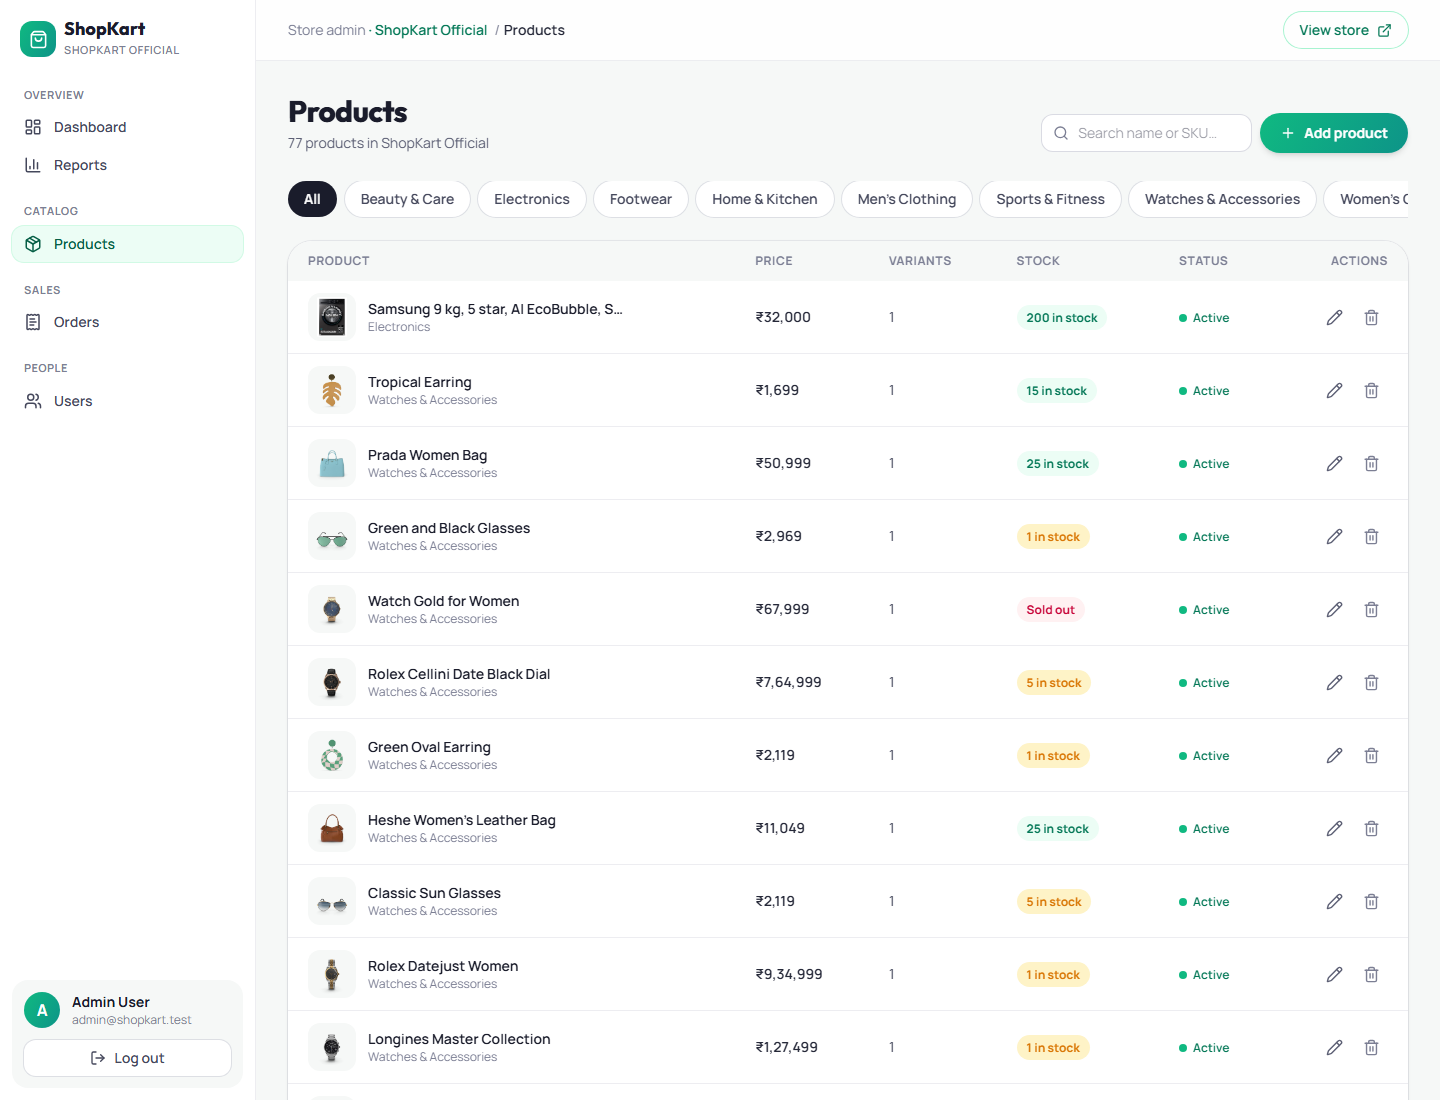 ShopKart
SHOPKART OFFICIAL
OVERVIEW
Dashboard
Reports
CATALOG
Products
SALES
Orders
PEOPLE
Users
A
Admin User
admin@shopkart.test
Log out
Store admin · ShopKart Official / Products
View store
Products
77 products in ShopKart Official
Search name or SKU...
+ Add product
All
Beauty & Care
Electronics
Footwear
Home & Kitchen
Men's Clothing
Sports & Fitness
Watches & Accessories
Women's C
PRODUCT PRICE VARIANTS STOCK STATUS ACTIONS
Samsung 9 kg, 5 star, AI EcoBubble, S...
Electronics
₹32,000 1 200 in stock Active
Tropical Earring
Watches & Accessories
₹1,699 1 15 in stock Active
Prada Women Bag
Watches & Accessories
₹50,999 1 25 in stock Active
Green and Black Glasses
Watches & Accessories
₹2,969 1 1 in stock Active
Watch Gold for Women
Watches & Accessories
₹67,999 1 Sold out Active
Rolex Cellini Date Black Dial
Watches & Accessories
₹7,64,999 1 5 in stock Active
Green Oval Earring
Watches & Accessories
₹2,119 1 1 in stock Active
Heshe Women's Leather Bag
Watches & Accessories
₹11,049 1 25 in stock Active
Classic Sun Glasses
Watches & Accessories
₹2,119 1 5 in stock Active
Rolex Datejust Women
Watches & Accessories
₹9,34,999 1 1 in stock Active
Longines Master Collection
Watches & Accessories
₹1,27,499 1 1 in stock Active